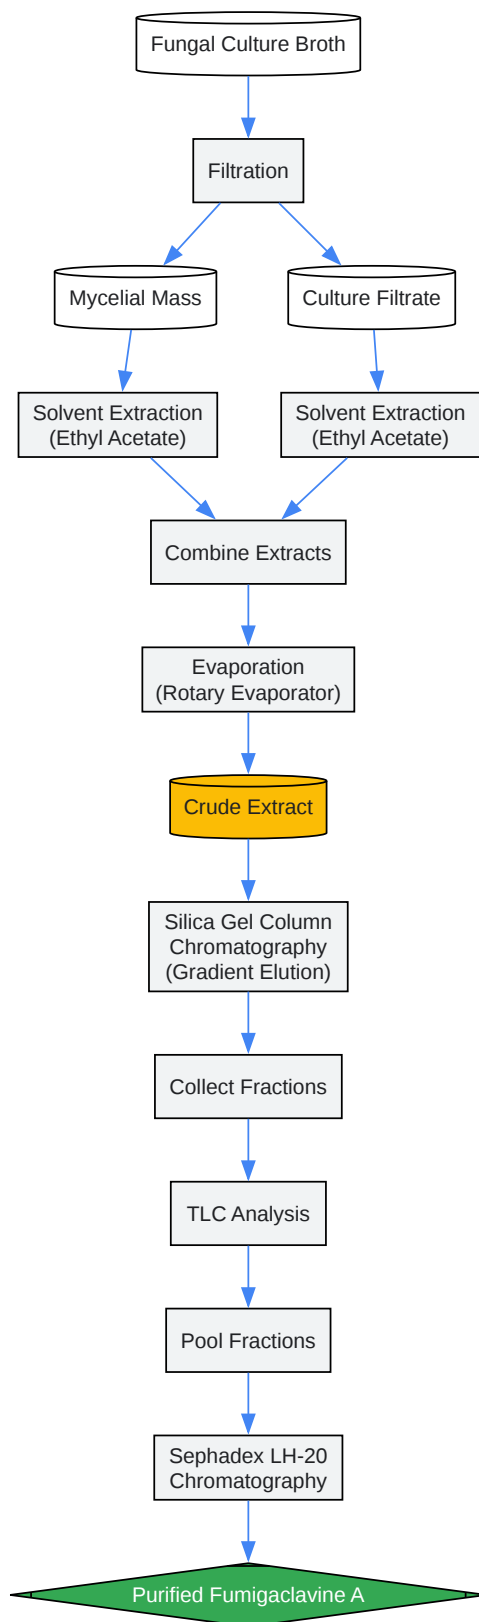 Fungal Culture Broth
Filtration
Mycelial Mass
Culture Filtrate
Solvent Extraction
(Ethyl Acetate)
Solvent Extraction
(Ethyl Acetate)
Combine Extracts
Evaporation
(Rotary Evaporator)
Crude Extract
Silica Gel Column
Chromatography
(Gradient Elution)
Collect Fractions
TLC Analysis
Pool Fractions
Sephadex LH-20
Chromatography
Purified Fumigaclavine A